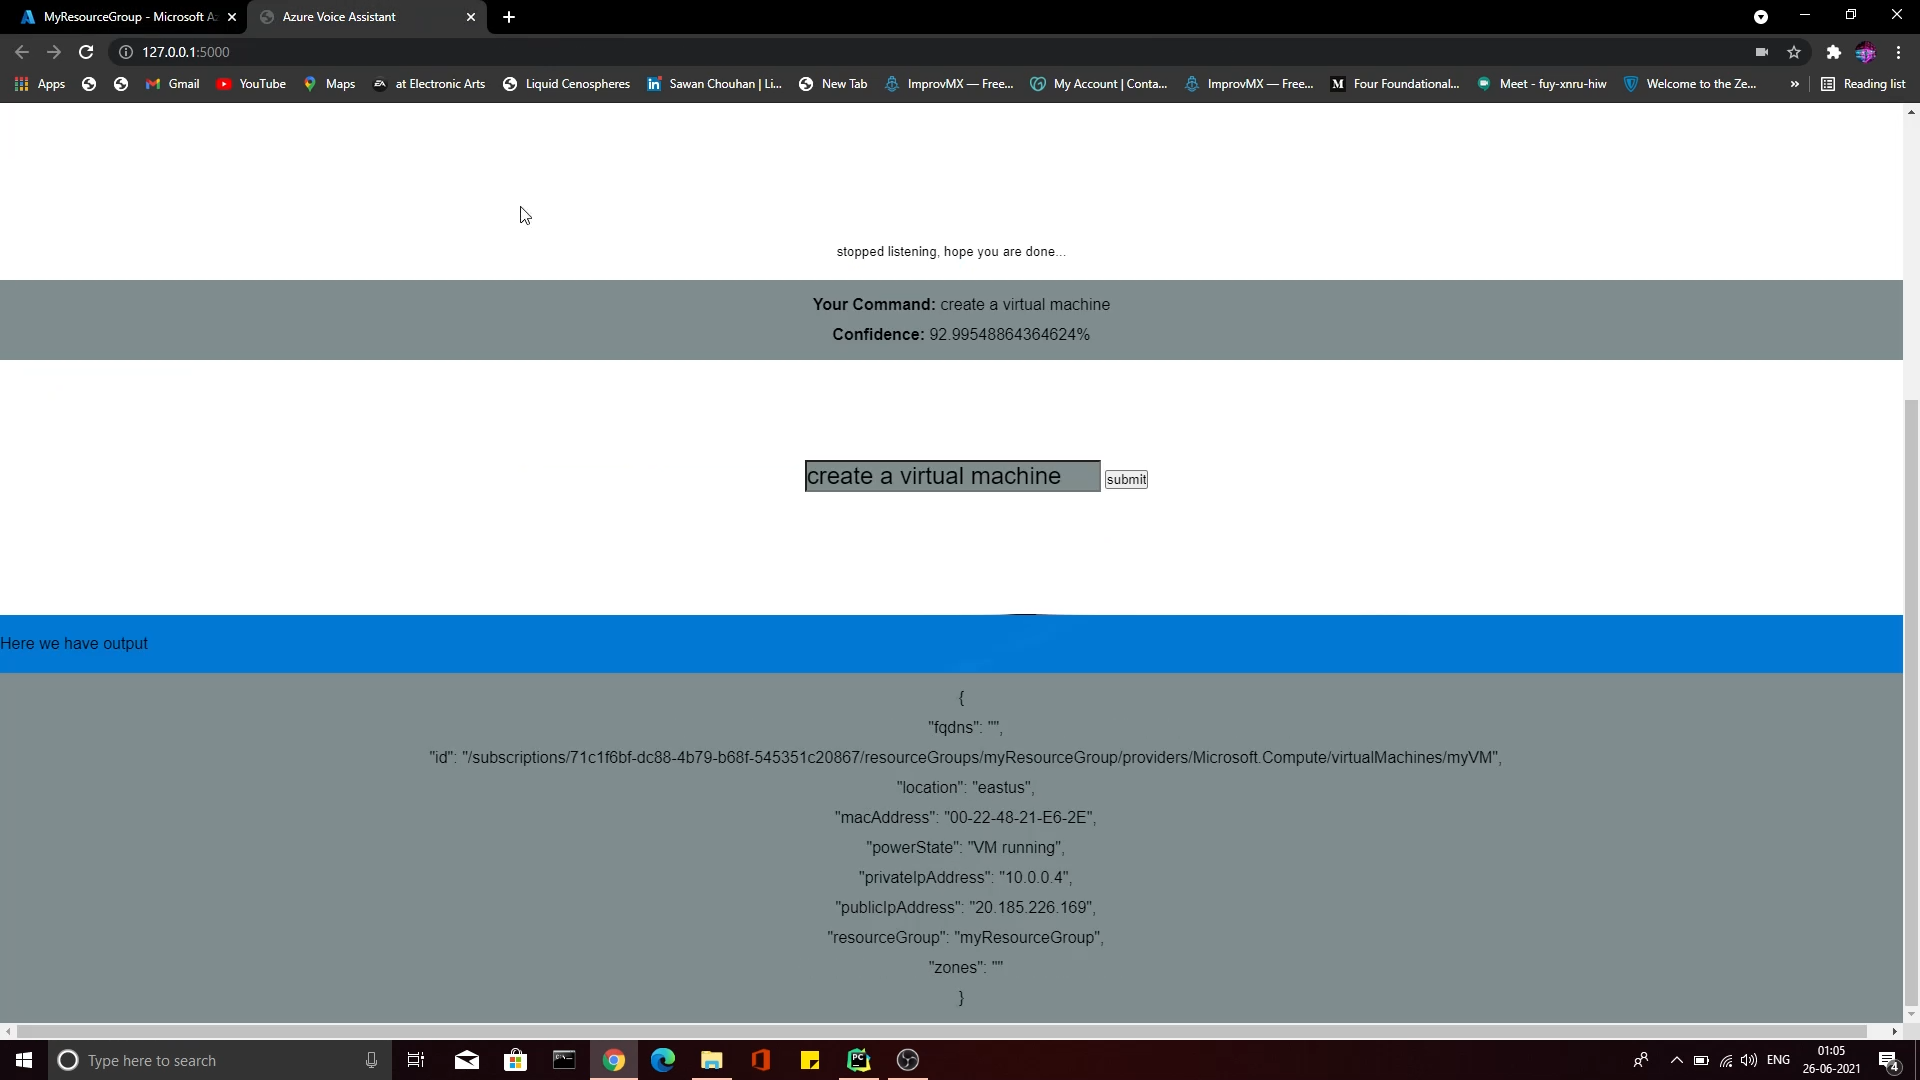 MyResourceGroup - Microsoft Az
Azure Voice Assistant
127.0.0.1:5000
Apps
Gmail
YouTube
Maps
at Electronic Arts
Liquid Cenospheres
Sawan Chouhan | Li...
New Tab
ImprovMX — Free...
My Account | Conta...
ImprovMX — Free...
Four Foundational...
Meet - fuy-xnru-hiw
Welcome to the Ze...
»
Reading list
stopped listening, hope you are done...
Your Command: create a virtual machine
Confidence: 92.99548864364624%
create a virtual machine
submit
Here we have output
{
"fqdns": "",
"id": "/subscriptions/71c1f6bf-dc88-4b79-b68f-545351c20867/resourceGroups/myResourceGroup/providers/Microsoft.Compute/virtualMachines/myVM",
"location": "eastus",
"macAddress": "00-22-48-21-E6-2E",
"powerState": "VM running",
"privateIpAddress": "10.0.0.4",
"publicIpAddress": "20.185.226.169",
"resourceGroup": "myResourceGroup",
"zones": ""
}
Type here to search
ENG
01:05
26-06-2021
4